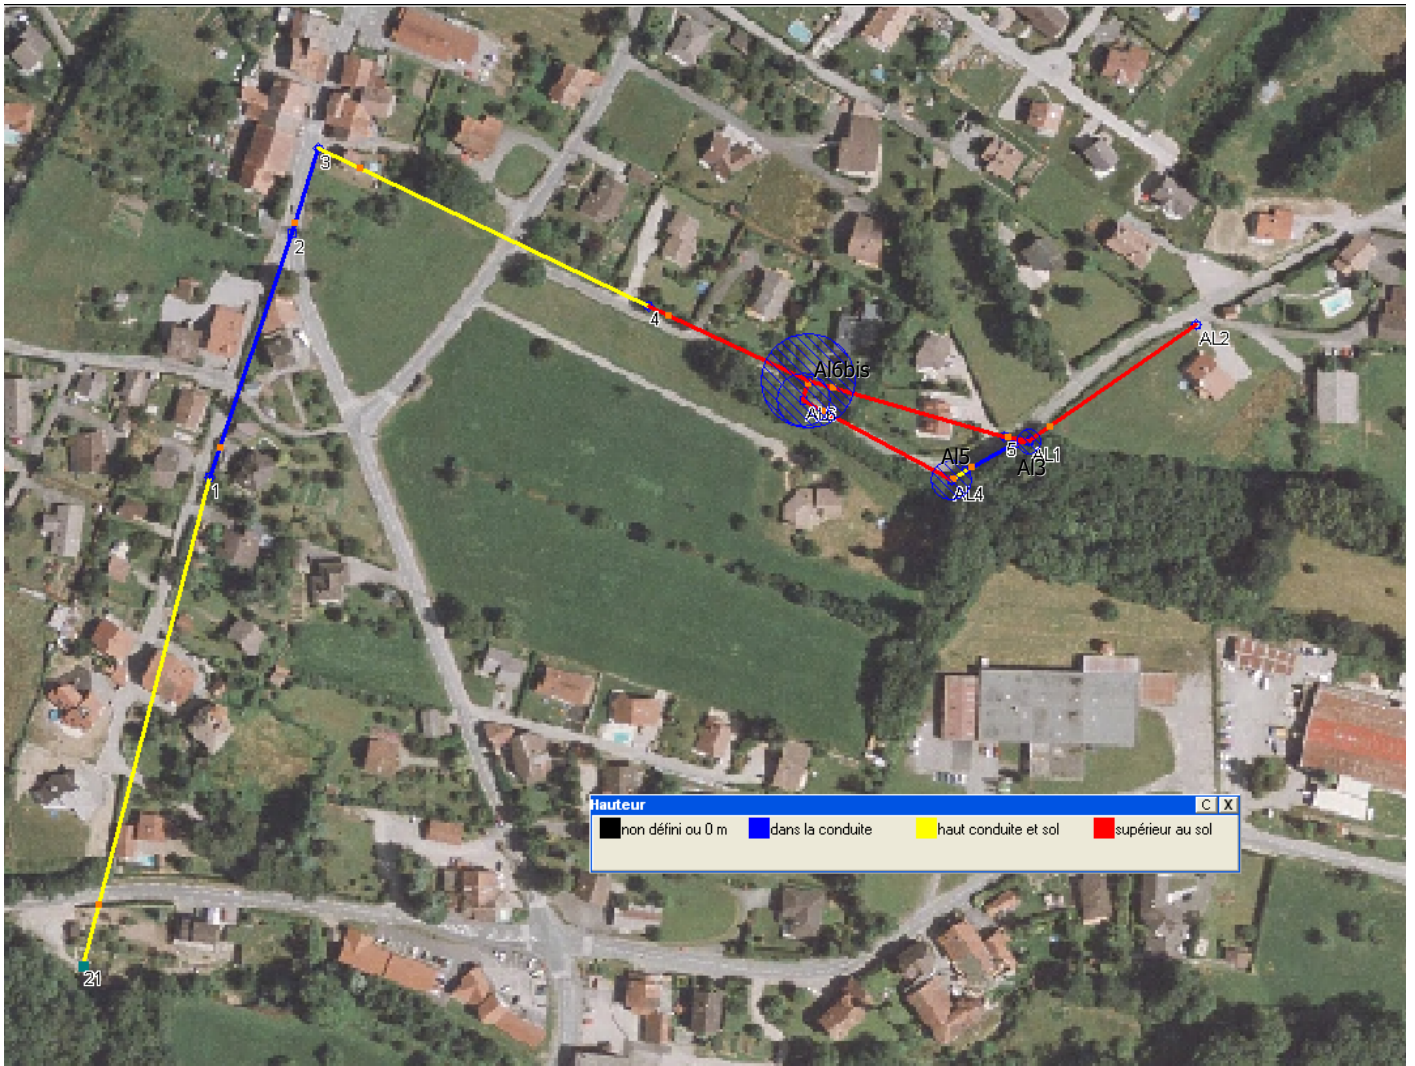 3
2
4
AL2
Al6bis
AL6
5
AL1
Al5
Al3
AL4
1
Hauteur C X
non défini ou 0 m dans la conduite haut conduite et sol supérieur au sol
21